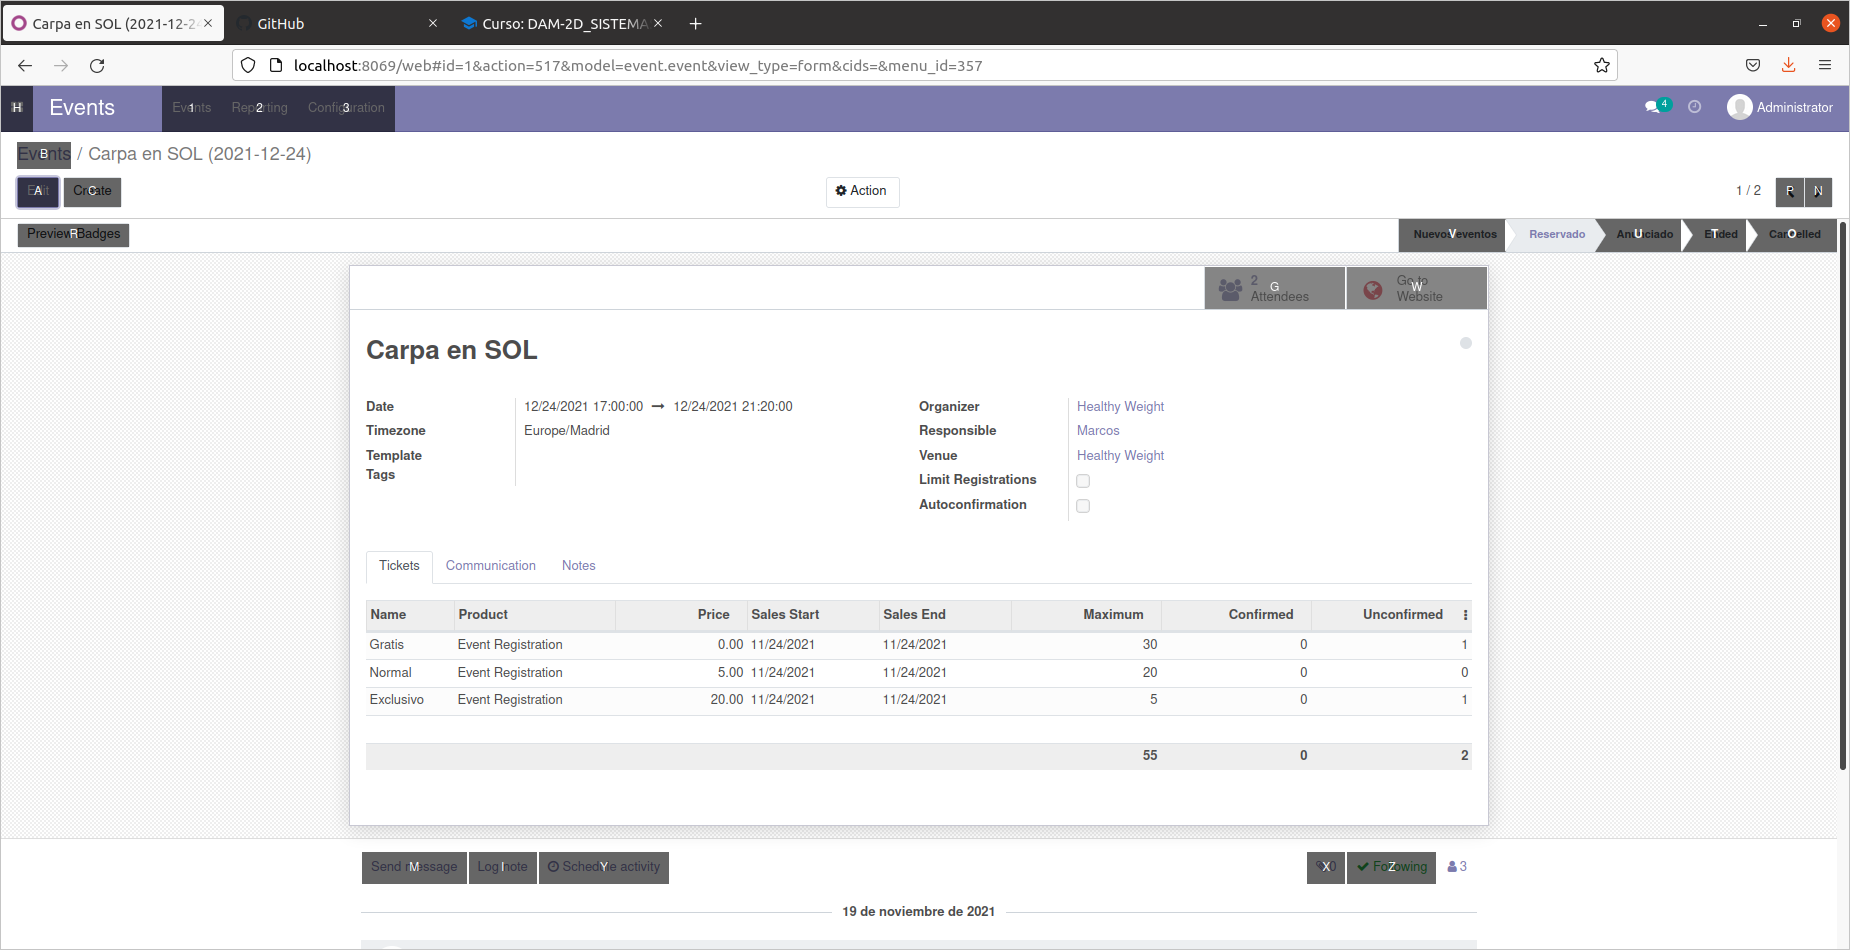 Carpa en SOL (2021-12-2
GitHub
Curso: DAM-2D_SISTEMA
localhost:8069/web#id=1&action=517&model=event.event&view_type=form&cids=&menu_id=357
H
Events
Events 1
Reporting 2
Configuration 3
4
Administrator
Events B / Carpa en SOL (2021-12-24)
Edit A
Create C
Action
1 / 2
P
N
Preview Badges R
Nuevos eventos V
Reservado
Anunciado U
Ended T
Cancelled O
2 Attendees G
Go to Website W
Carpa en SOL
Date 12/24/2021 17:00:00 → 12/24/2021 21:20:00
Timezone Europe/Madrid
Template
Tags
Organizer Healthy Weight
Responsible Marcos
Venue Healthy Weight
Limit Registrations
Autoconfirmation
Tickets Communication Notes
Name Product Price Sales Start Sales End Maximum Confirmed Unconfirmed
Gratis Event Registration 0.00 11/24/2021 11/24/2021 30 0 1
Normal Event Registration 5.00 11/24/2021 11/24/2021 20 0 0
Exclusivo Event Registration 20.00 11/24/2021 11/24/2021 5 0 1
55 0 2
Send message M
Log note I
Schedule activity Y
0 X
Following Z
3
19 de noviembre de 2021